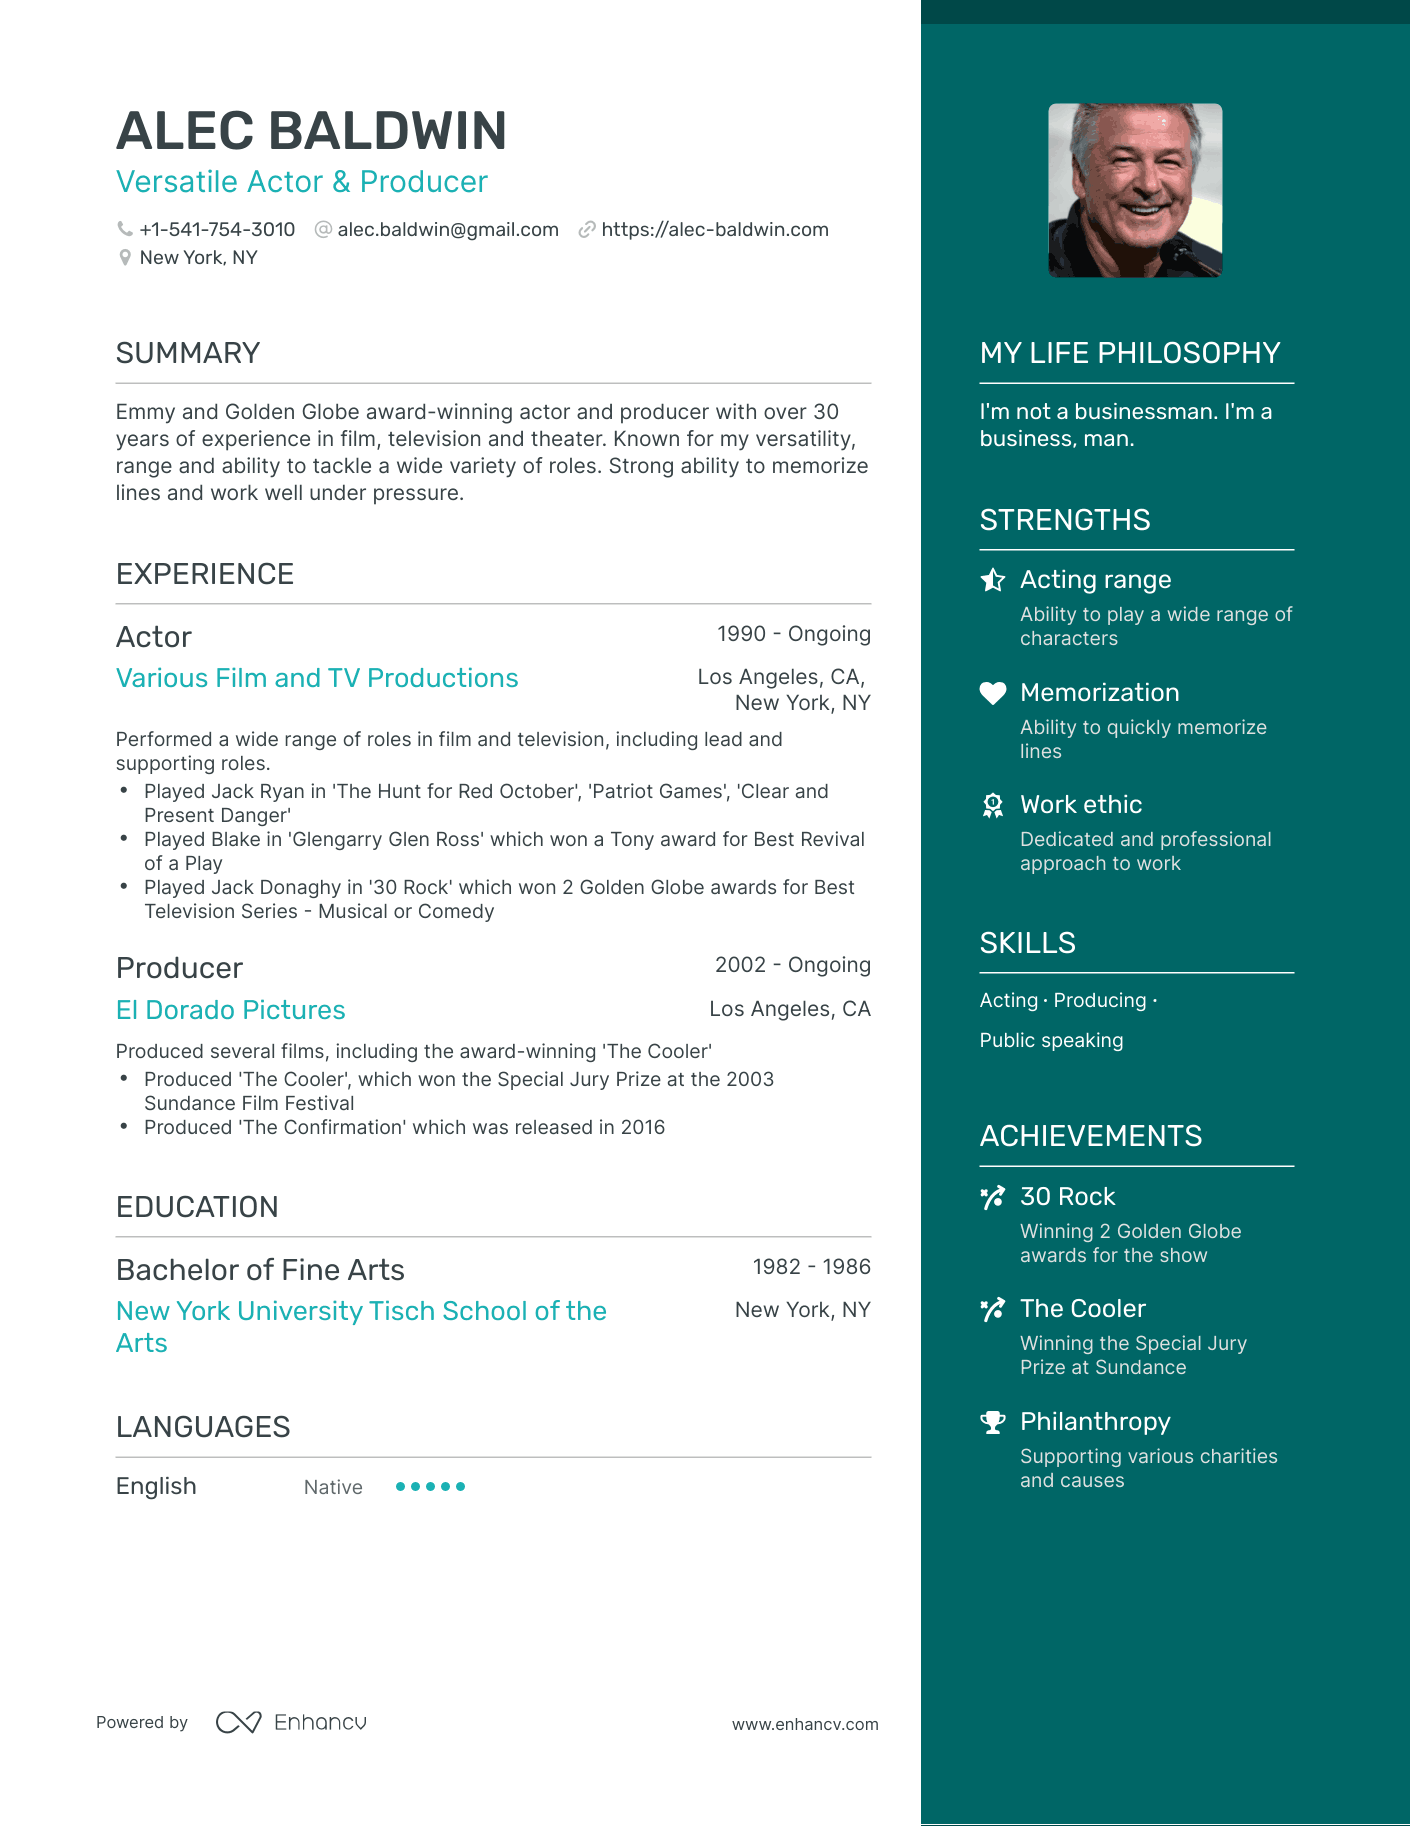 ALEC BALDWIN
Versatile Actor & Producer
+1-541-754-3010 alec.baldwin@gmail.com https://alec-baldwin.com
New York, NY
SUMMARY
Emmy and Golden Globe award-winning actor and producer with over 30
years of experience in film, television and theater. Known for my versatility,
range and ability to tackle a wide variety of roles. Strong ability to memorize
lines and work well under pressure.
EXPERIENCE
Actor 1990 - Ongoing
Various Film and TV Productions Los Angeles, CA,
New York, NY
Performed a wide range of roles in film and television, including lead and
supporting roles.
• Played Jack Ryan in 'The Hunt for Red October', 'Patriot Games', 'Clear and
Present Danger'
• Played Blake in 'Glengarry Glen Ross' which won a Tony award for Best Revival
of a Play
• Played Jack Donaghy in '30 Rock' which won 2 Golden Globe awards for Best
Television Series - Musical or Comedy
Producer 2002 - Ongoing
El Dorado Pictures Los Angeles, CA
Produced several films, including the award-winning 'The Cooler'
• Produced 'The Cooler', which won the Special Jury Prize at the 2003
Sundance Film Festival
• Produced 'The Confirmation' which was released in 2016
EDUCATION
Bachelor of Fine Arts 1982 - 1986
New York University Tisch School of the New York, NY
Arts
LANGUAGES
English Native
Powered by Enhancv www.enhancv.com
MY LIFE PHILOSOPHY
I'm not a businessman. I'm a
business, man.
STRENGTHS
Acting range
Ability to play a wide range of
characters
Memorization
Ability to quickly memorize
lines
Work ethic
Dedicated and professional
approach to work
SKILLS
Acting · Producing ·
Public speaking
ACHIEVEMENTS
30 Rock
Winning 2 Golden Globe
awards for the show
The Cooler
Winning the Special Jury
Prize at Sundance
Philanthropy
Supporting various charities
and causes